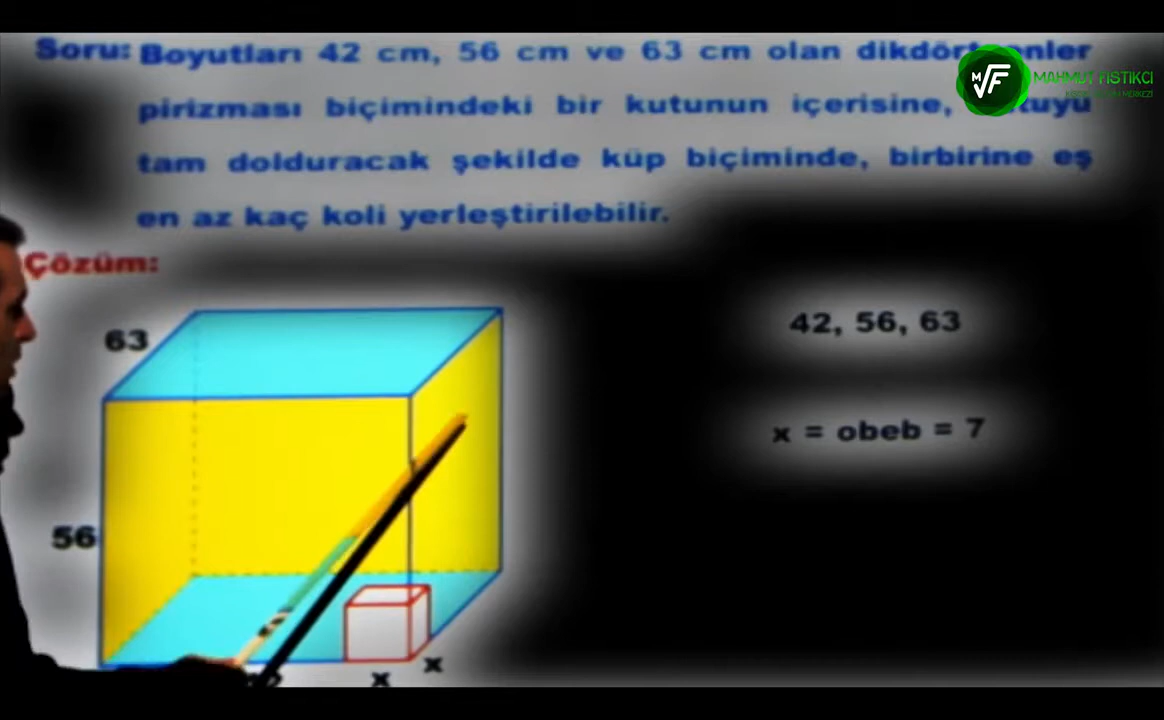 Soru: Boyutları 42 cm, 56 cm ve 63 cm olan
MAHMUT FISTIKCI
pirizması biçimindeki bir kutunun içerisine,
tam dolduracak şekilde küp biçiminde, birbirine eş
en az kaç koli yerleştirilebilir.
Çözüm:
63
42, 56, 63
x = obeb = 7
56
x
x